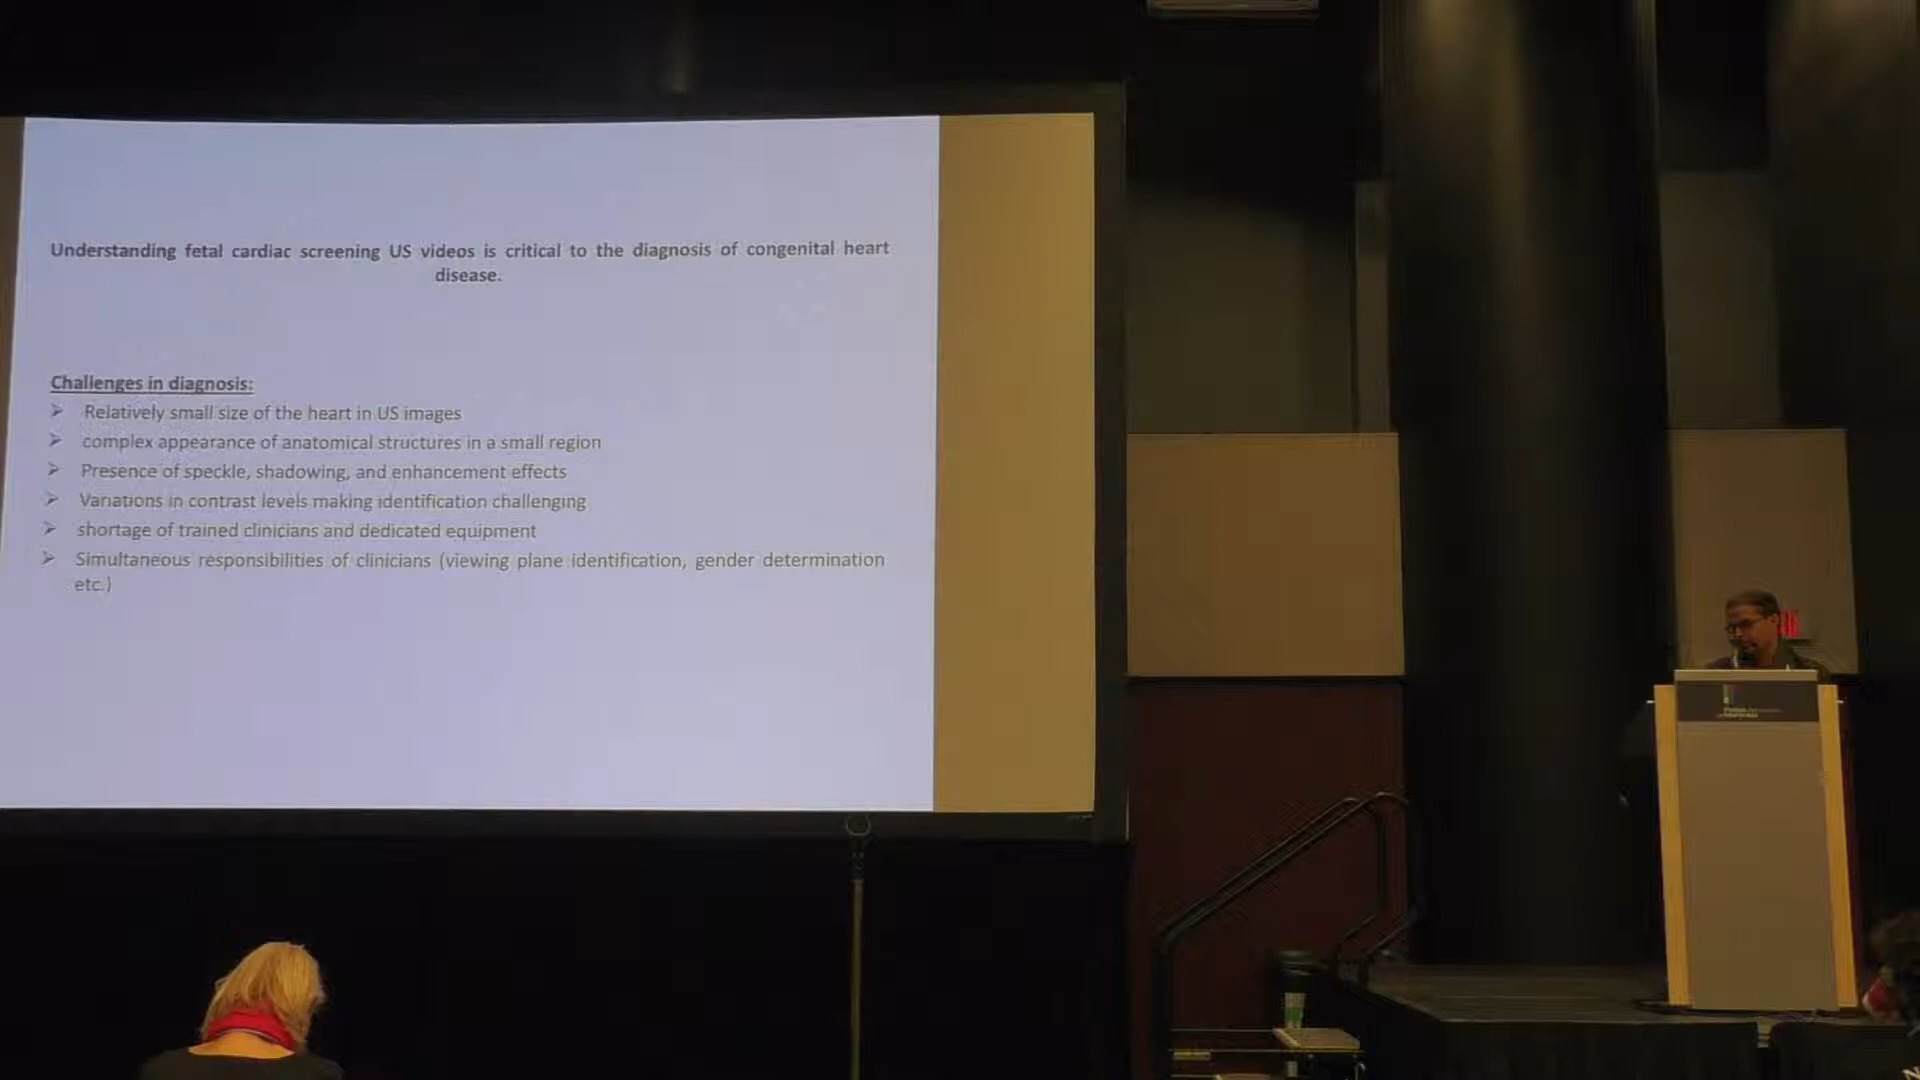 Understanding fetal cardiac screening US videos is critical to the diagnosis of congenital heart
disease.
Challenges in diagnosis:
➢ Relatively small size of the heart in US images
➢ complex appearance of anatomical structures in a small region
➢ Presence of speckle, shadowing, and enhancement effects
➢ Variations in contrast levels making identification challenging
➢ shortage of trained clinicians and dedicated equipment
➢ Simultaneous responsibilities of clinicians (viewing plane identification, gender determination
etc.)